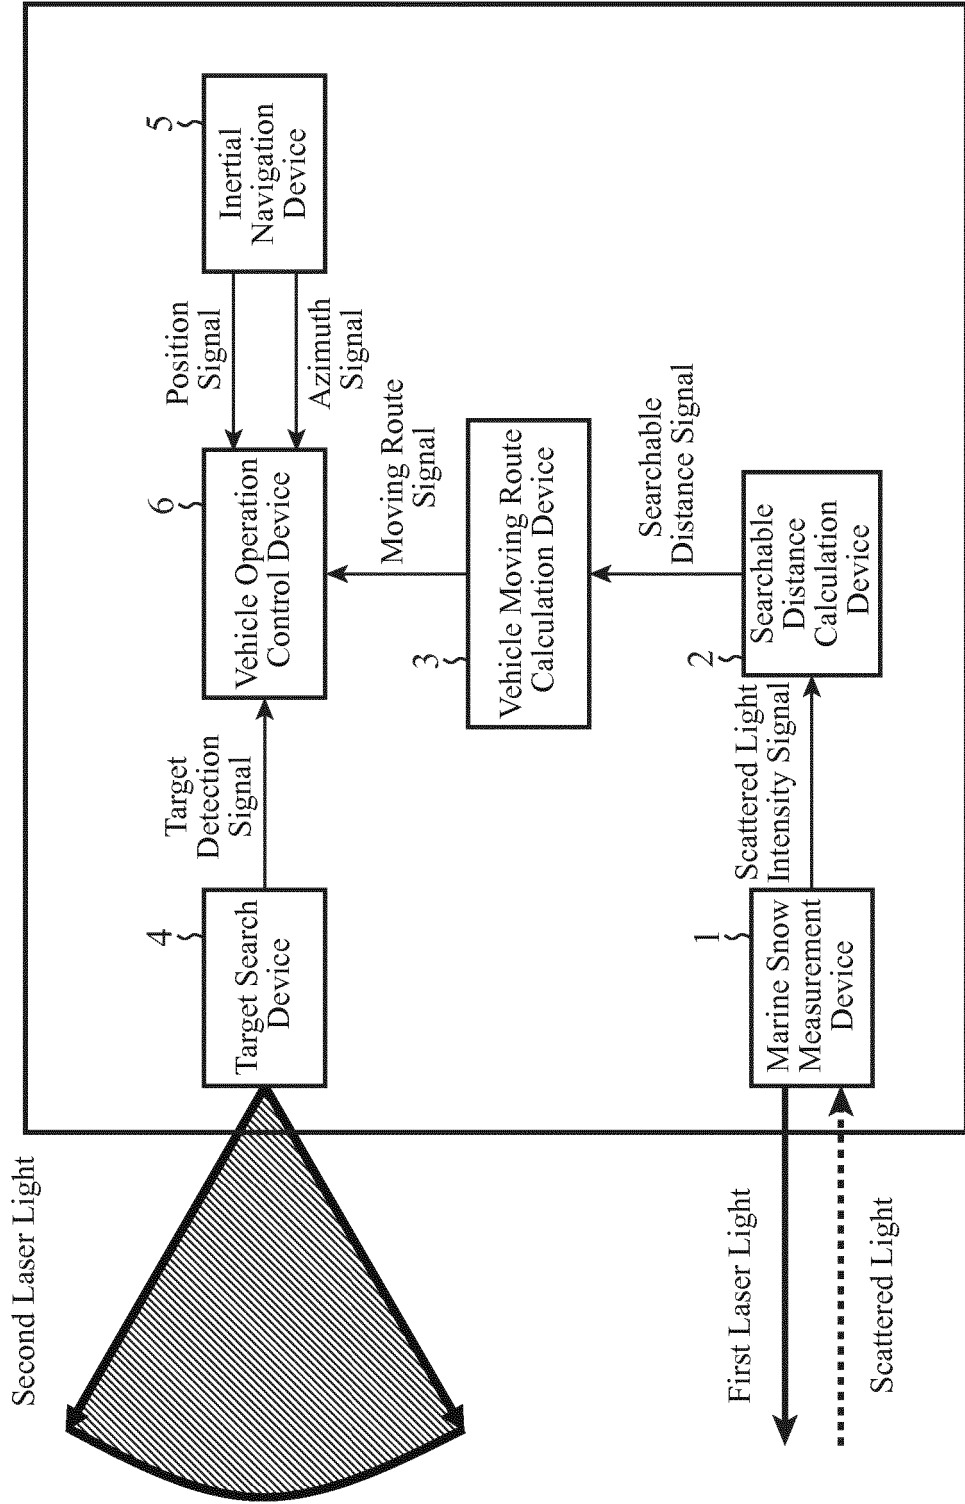 Second Laser Light
4
Target Search
Device
Target
Detection
Signal
6
Vehicle Operation
Control Device
Position
Signal
Azimuth
Signal
5
Inertial
Navigation
Device
Moving Route
Signal
3
Vehicle Moving Route
Calculation Device
Searchable
Distance Signal
First Laser Light
Scattered Light
1
Marine Snow
Measurement
Device
Scattered Light
Intensity Signal
2
Searchable
Distance
Calculation
Device